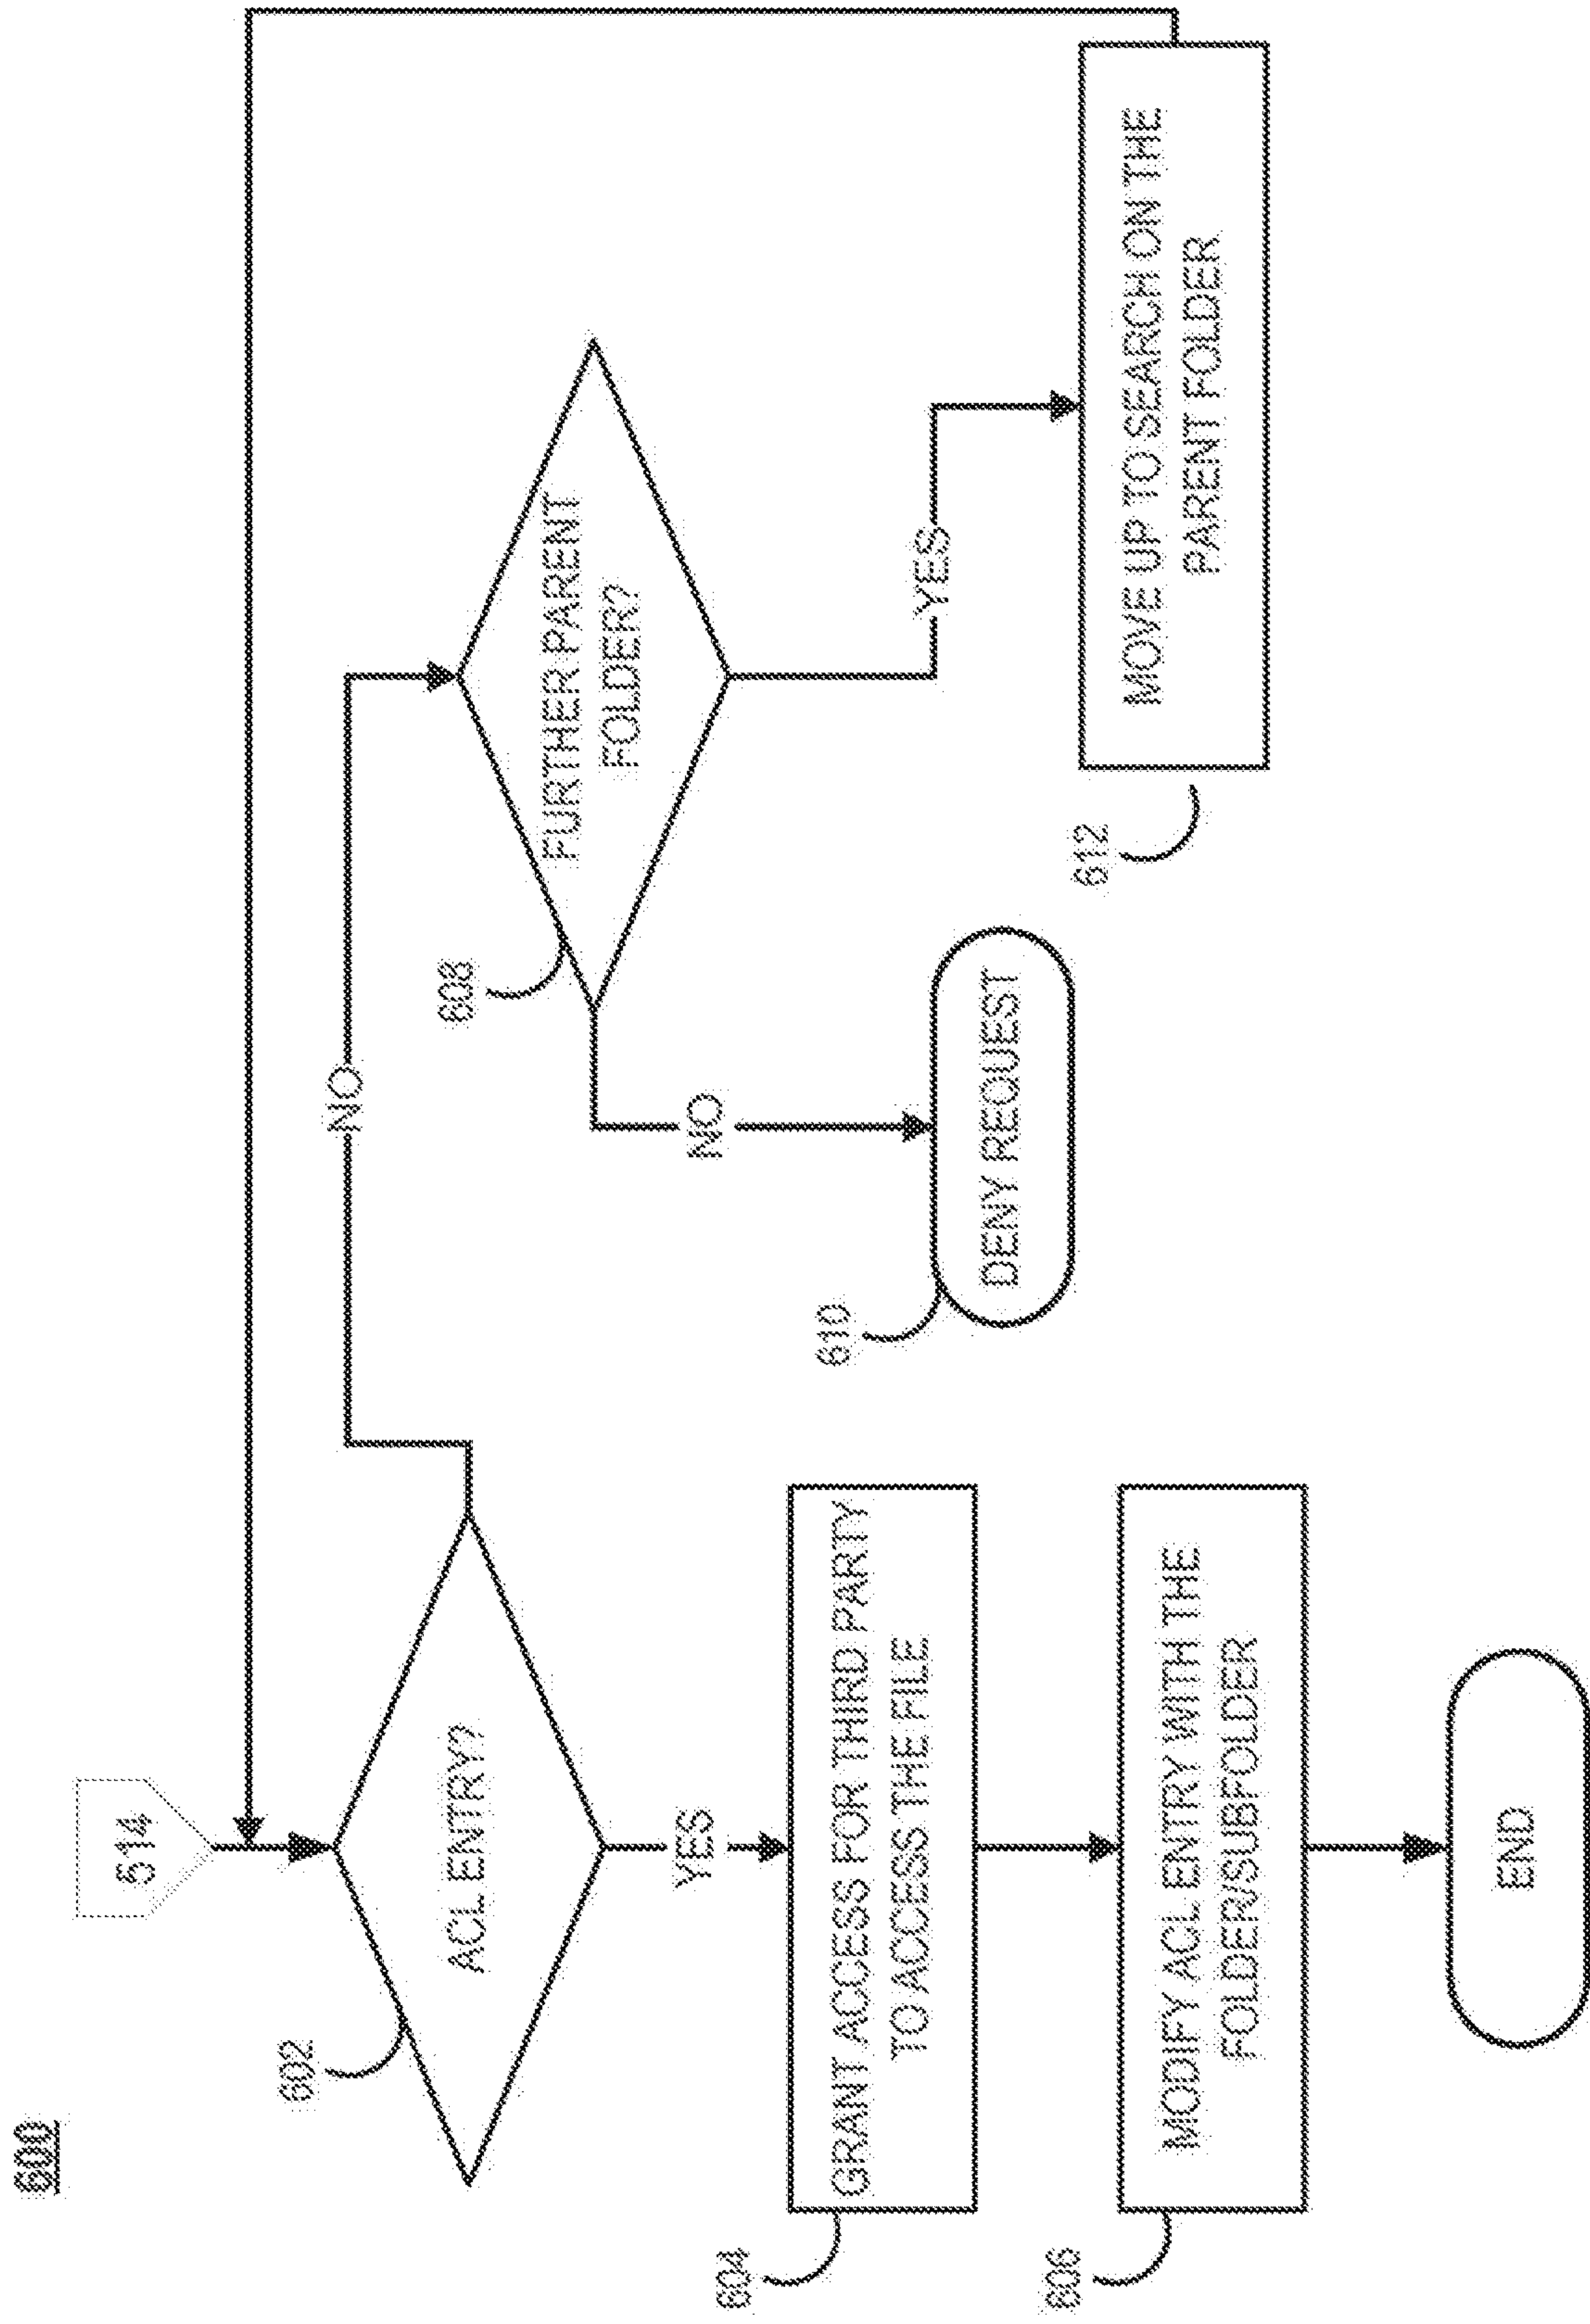 600
514
602
ACL ENTRY?
NO
YES
604
GRANT ACCESS FOR THIRD PARTY
TO ACCESS THE FILE
606
MODIFY ACL ENTRY WITH THE
FOLDER/SUBFOLDER
END
608
FURTHER PARENT
FOLDER?
NO
610
DENY REQUEST
YES
612
MOVE UP TO SEARCH ON THE
PARENT FOLDER